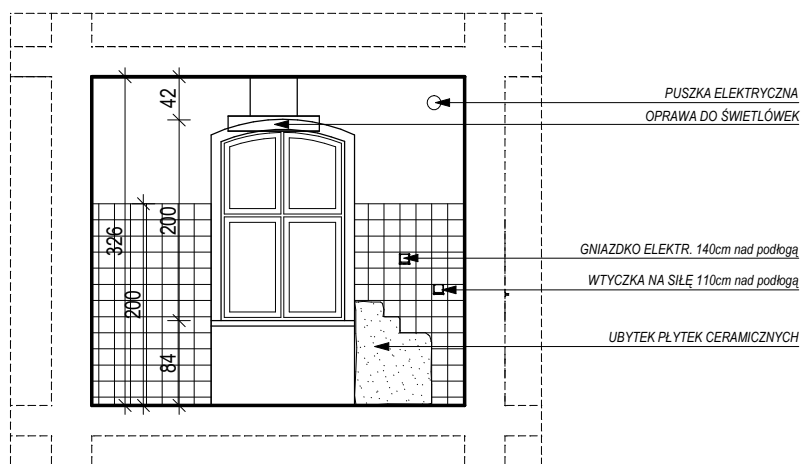 PUSZKA ELEKTRYCZNA
OPRAWA DO ŚWIETLÓWEK
GNIAZDKO ELEKTR. 140cm nad podłogą
WTYCZKA NA SIŁĘ 110cm nad podłogą
UBYTEK PŁYTEK CERAMICZNYCH
42
200
326
200
84